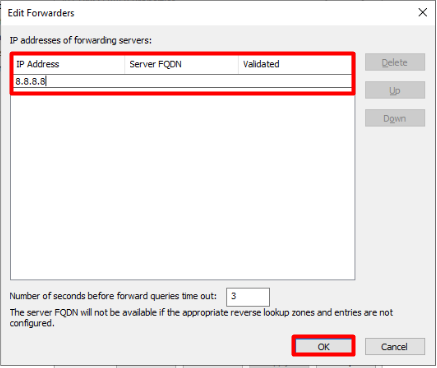 Edit Forwarders
IP addresses of forwarding servers:
IP Address Server FQDN Validated
8.8.8.8
Delete
Up
Down
Number of seconds before forward queries time out: 3
The server FQDN will not be available if the appropriate reverse lookup zones and entries are not
configured.
OK Cancel